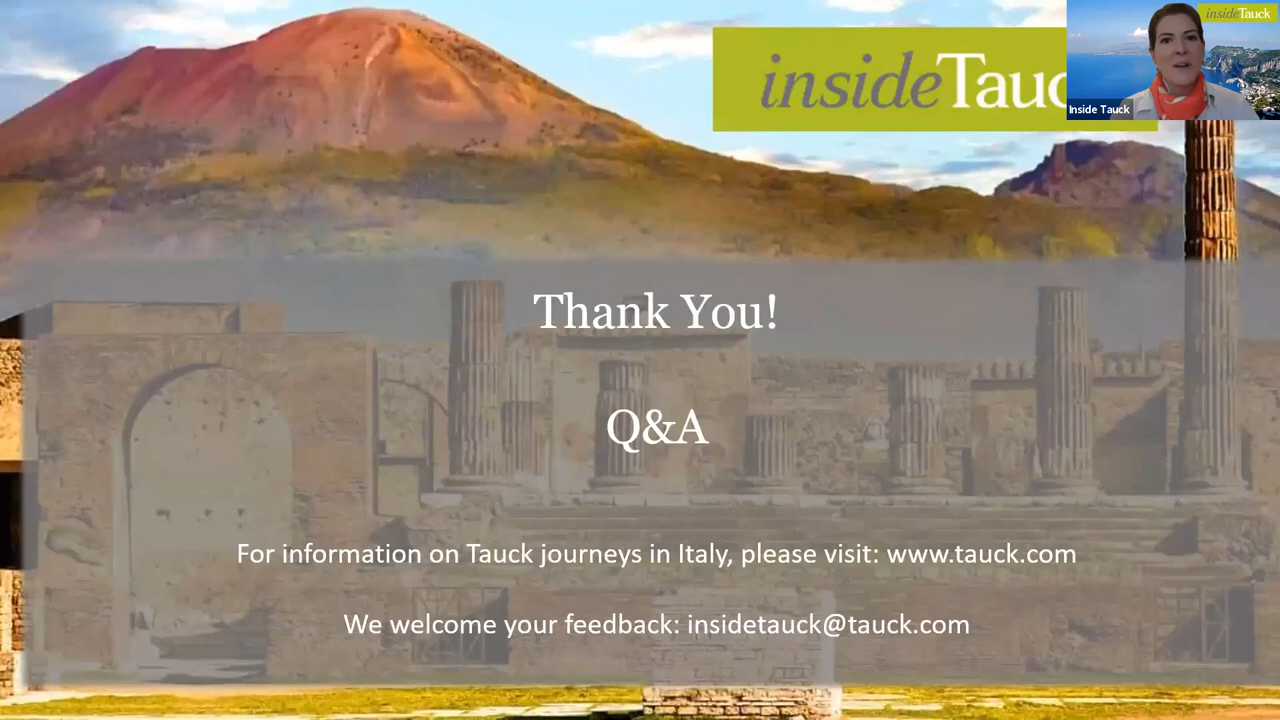 insideTauc
insideTauck
Inside Tauck
Thank You!
Q&A
For information on Tauck journeys in Italy, please visit: www.tauck.com
We welcome your feedback: insidetauck@tauck.com